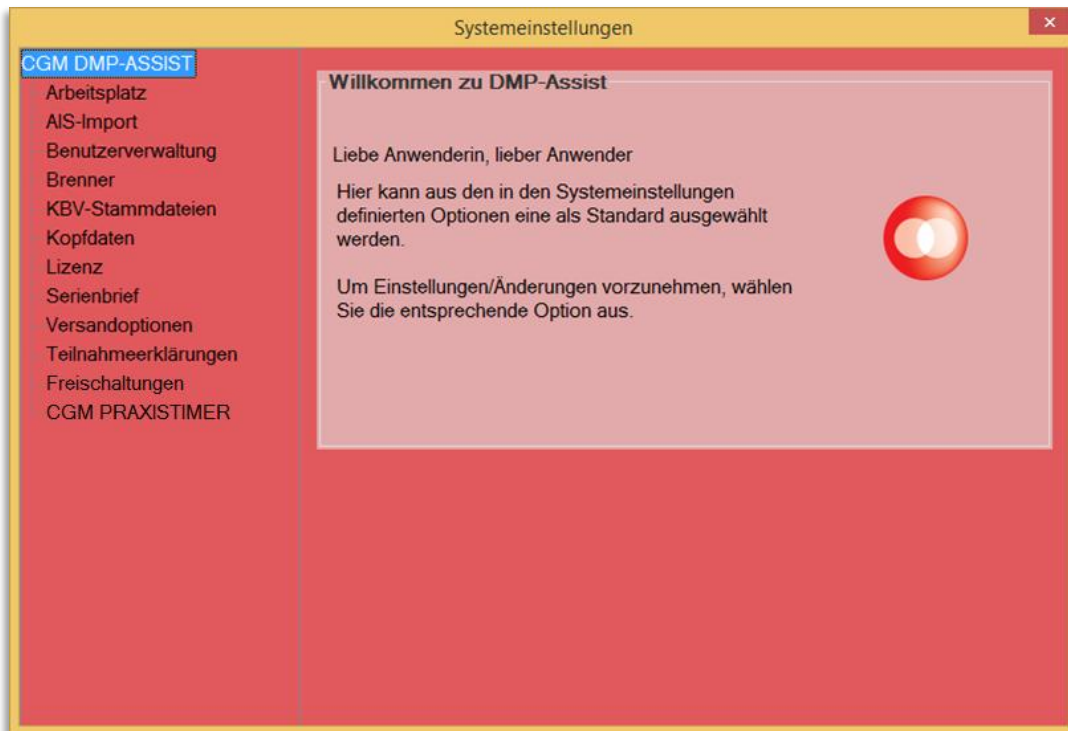 Systemeinstellungen
CGM DMP-ASSIST
Arbeitsplatz
AIS-Import
Benutzerverwaltung
Brenner
KBV-Stammdateien
Kopfdaten
Lizenz
Serienbrief
Versandoptionen
Teilnahmeerklärungen
Freischaltungen
CGM PRAXISTIMER
Willkommen zu DMP-Assist
Liebe Anwenderin, lieber Anwender
Hier kann aus den in den Systemeinstellungen
definierten Optionen eine als Standard ausgewählt
werden.
Um Einstellungen/Änderungen vorzunehmen, wählen
Sie die entsprechende Option aus.